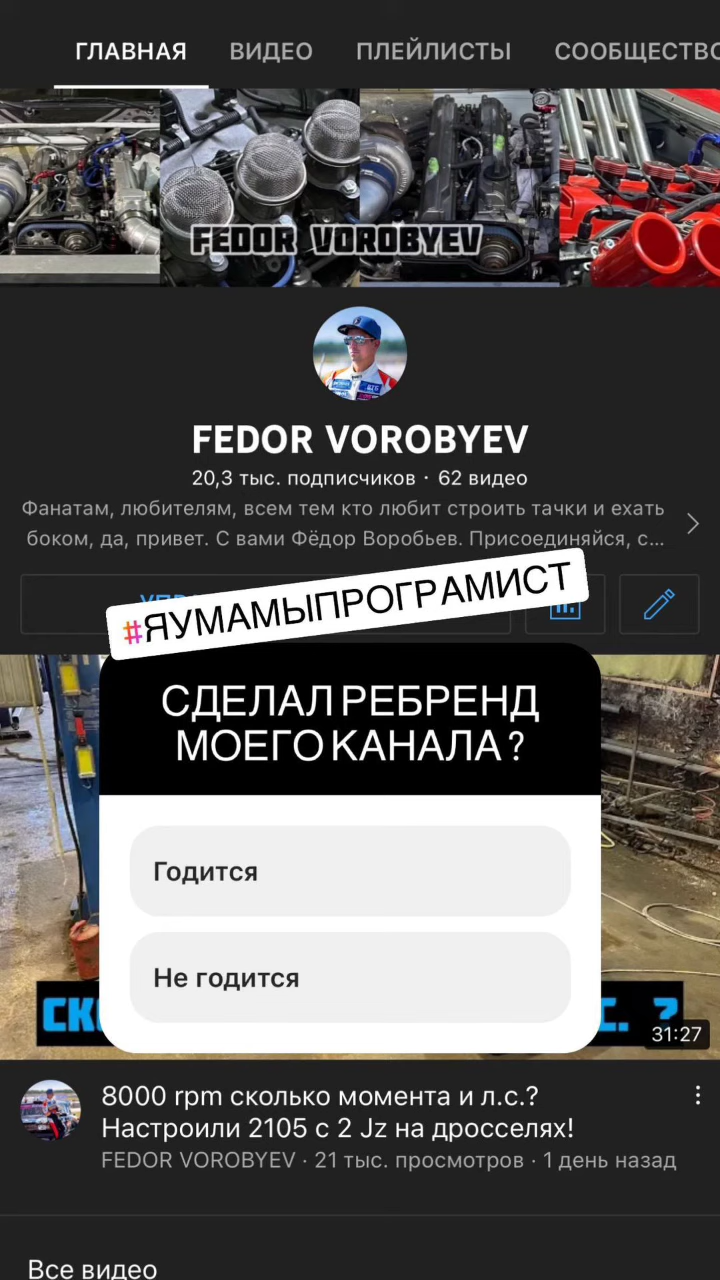 ГЛАВНАЯ ВИДЕО ПЛЕЙЛИСТЫ СООБЩЕСТВО
FEDOR VOROBYEV
FEDOR VOROBYEV
20,3 тыс. подписчиков · 62 видео
Фанатам, любителям, всем тем кто любит строить тачки и ехать
боком, да, привет. С вами Фёдор Воробьев. Присоединяйся, с...
#ЯУМАМЫПРОГРАМИСТ
СДЕЛАЛ РЕБРЕНД
МОЕГО КАНАЛА ?
Годится
Не годится
31:27
8000 rpm сколько момента и л.с.?
Настроили 2105 с 2 Jz на дросселях!
FEDOR VOROBYEV · 21 тыс. просмотров · 1 день назад
Все видео